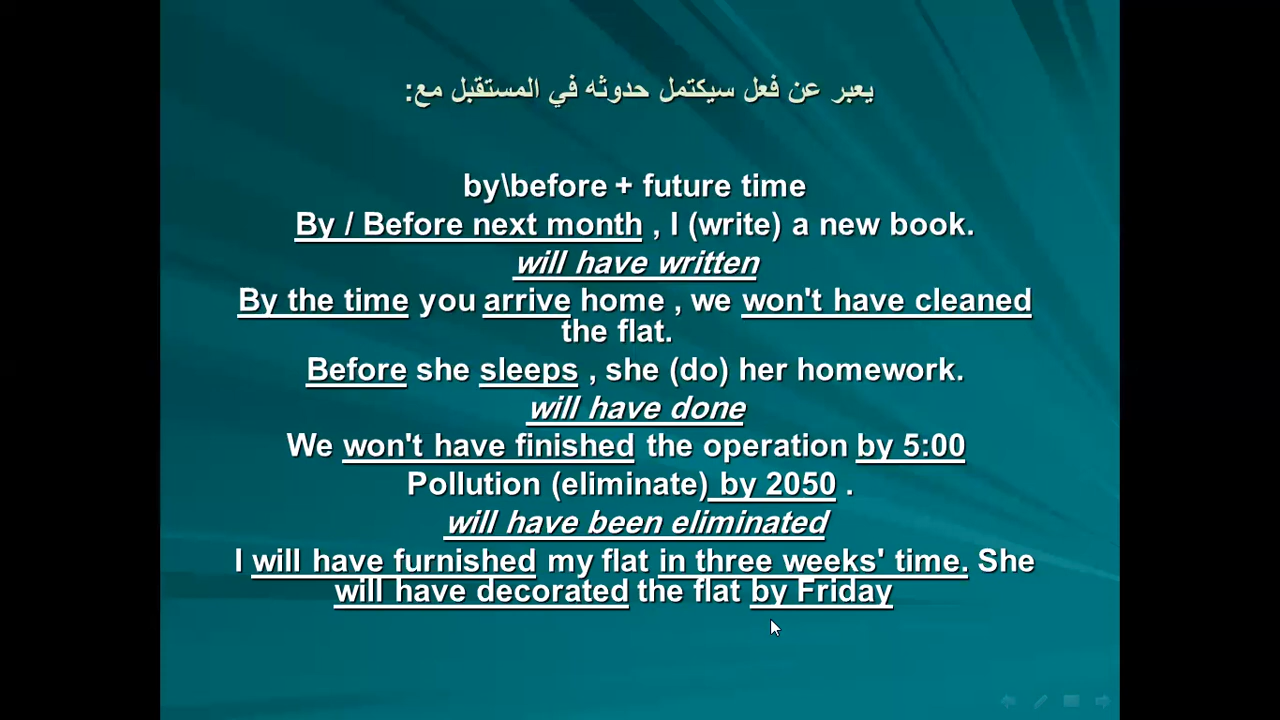 يعبر عن فعل سيكتمل حدوثه في المستقبل مع:
by\before + future time
By / Before next month , I (write) a new book.
will have written
By the time you arrive home , we won't have cleaned
the flat.
Before she sleeps , she (do) her homework.
will have done
We won't have finished the operation by 5:00
Pollution (eliminate) by 2050 .
will have been eliminated
I will have furnished my flat in three weeks' time. She
will have decorated the flat by Friday